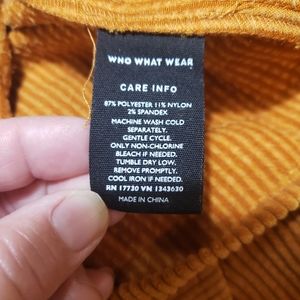 WHO WHAT WEAR
CARE INFO
87% POLYESTER 11% NYLON
2% SPANDEX
MACHINE WASH COLD
SEPARATELY.
GENTLE CYCLE.
ONLY NON-CHLORINE
BLEACH IF NEEDED.
TUMBLE DRY LOW.
REMOVE PROMPTLY.
COOL IRON IF NEEDED.
RN 17730 VN 1343630
MADE IN CHINA